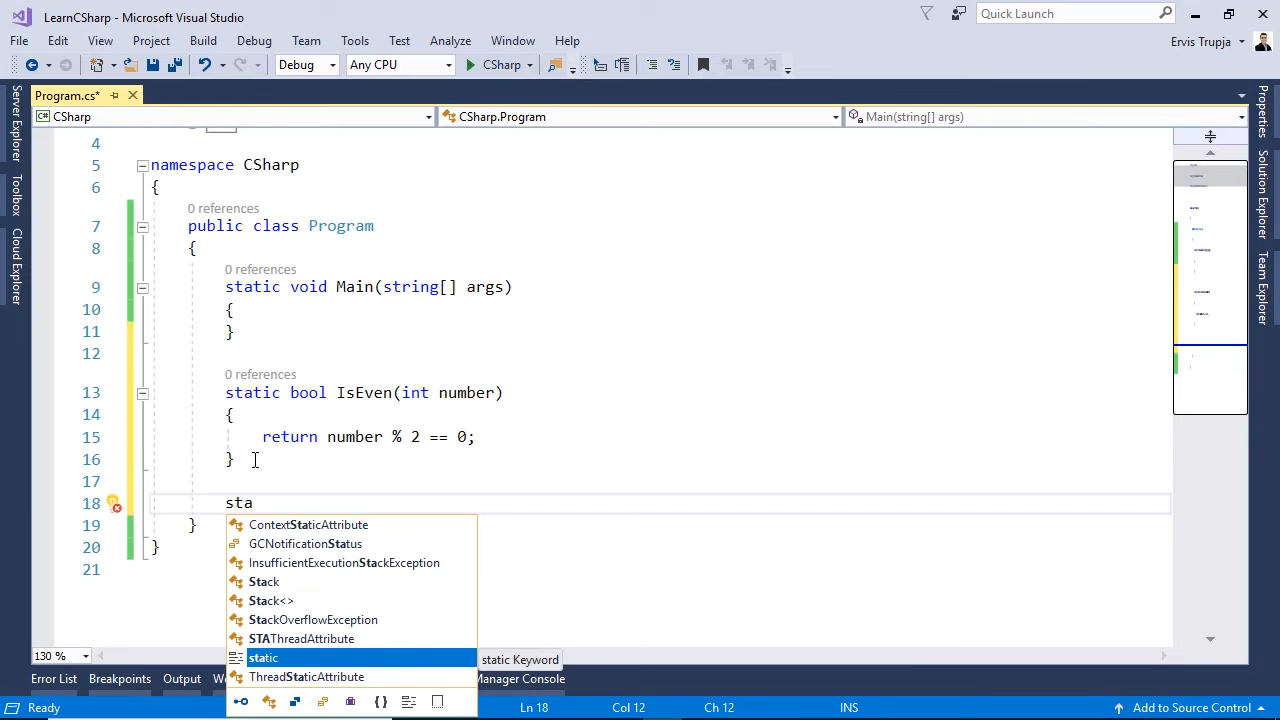 LearnCSharp - Microsoft Visual Studio
Quick Launch
File Edit View Project Build Debug Team Tools Test Analyze Window Help
Ervis Trupja
Debug Any CPU CSharp
Program.cs*
CSharp CSharp.Program Main(string[] args)
Server Explorer
Toolbox
Cloud Explorer
Properties
Solution Explorer
Team Explorer
4
5 namespace CSharp
6 {
0 references
7 public class Program
8 {
0 references
9 static void Main(string[] args)
10 {
11 }
12
0 references
13 static bool IsEven(int number)
14 {
15 return number % 2 == 0;
16 }
17
18 sta
19 }
20 }
21
ContextStaticAttribute
GCNotificationStatus
InsufficientExecutionStackException
Stack
Stack<>
StackOverflowException
STAThreadAttribute
static
static Keyword
ThreadStaticAttribute
130 %
Error List Breakpoints Output Manager Console
Ready Ln 18 Col 12 Ch 12 INS Add to Source Control